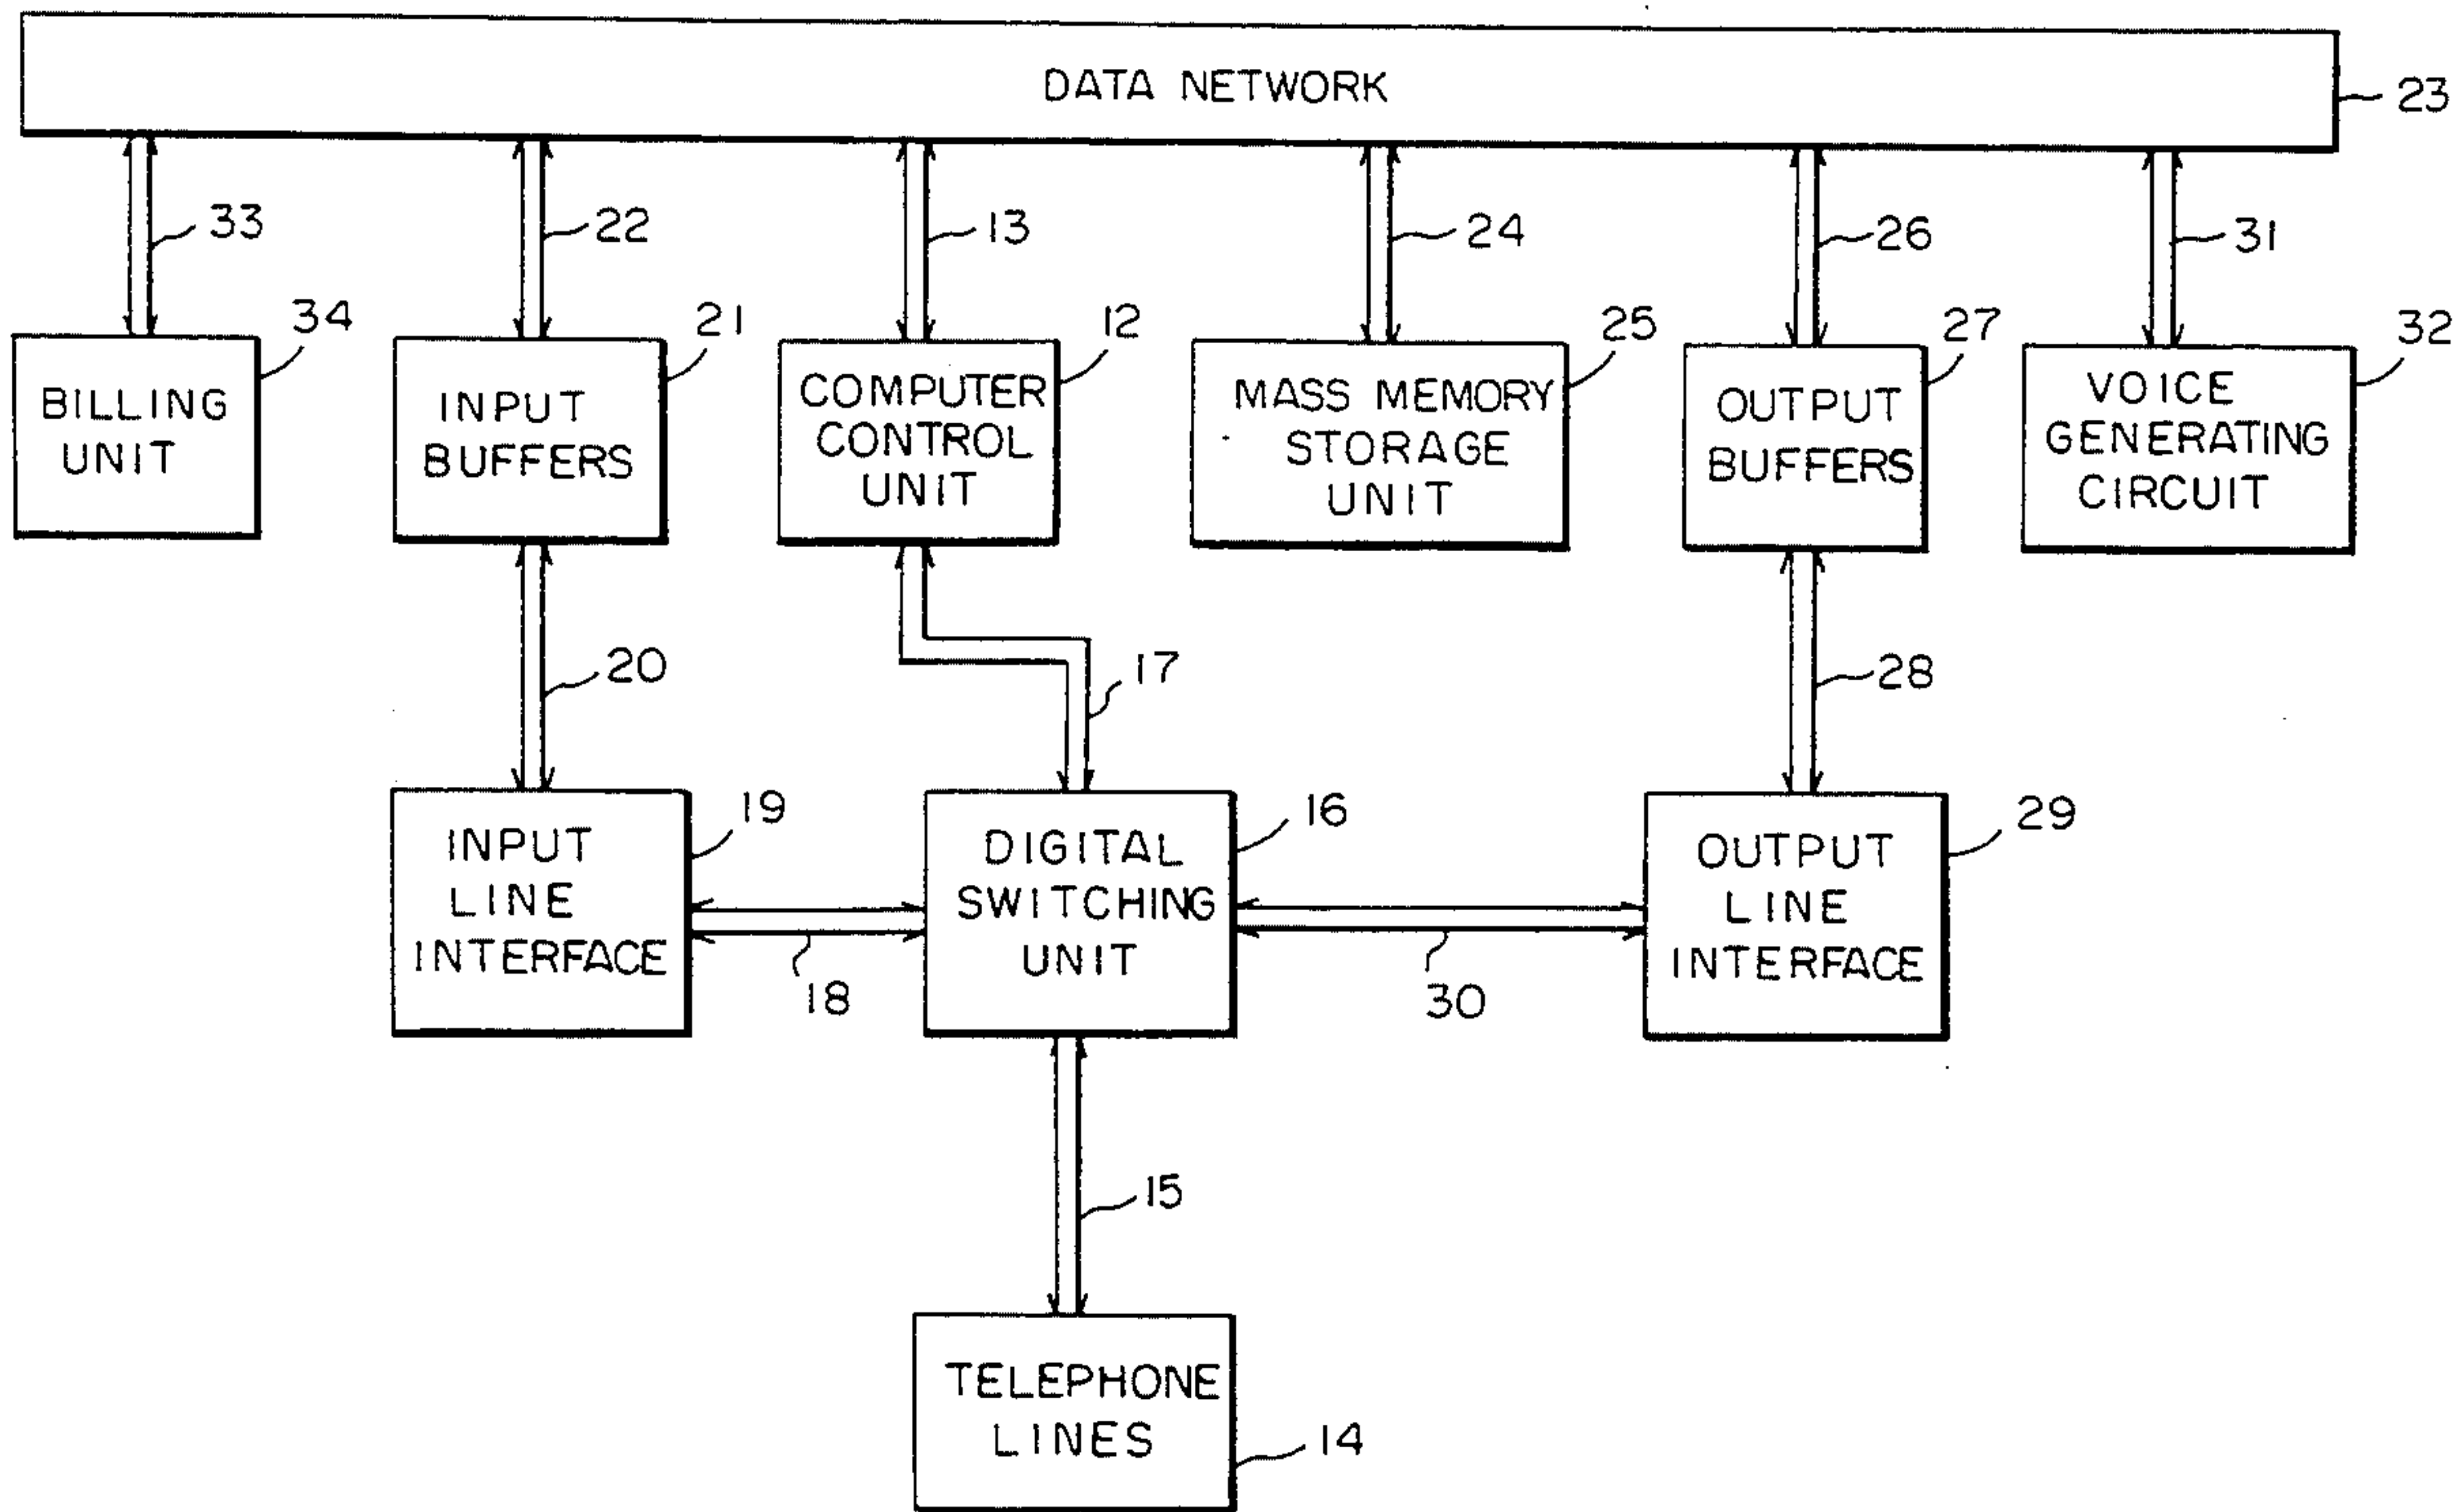 DATA NETWORK
23
33
22
13
24
26
31
34
21
12
25
27
32
BILLING
UNIT
INPUT
BUFFERS
COMPUTER
CONTROL
UNIT
MASS MEMORY
STORAGE
UNIT
OUTPUT
BUFFERS
VOICE
GENERATING
CIRCUIT
20
17
28
19
16
29
INPUT
LINE
INTERFACE
DIGITAL
SWITCHING
UNIT
OUTPUT
LINE
INTERFACE
18
30
15
TELEPHONE
LINES
14